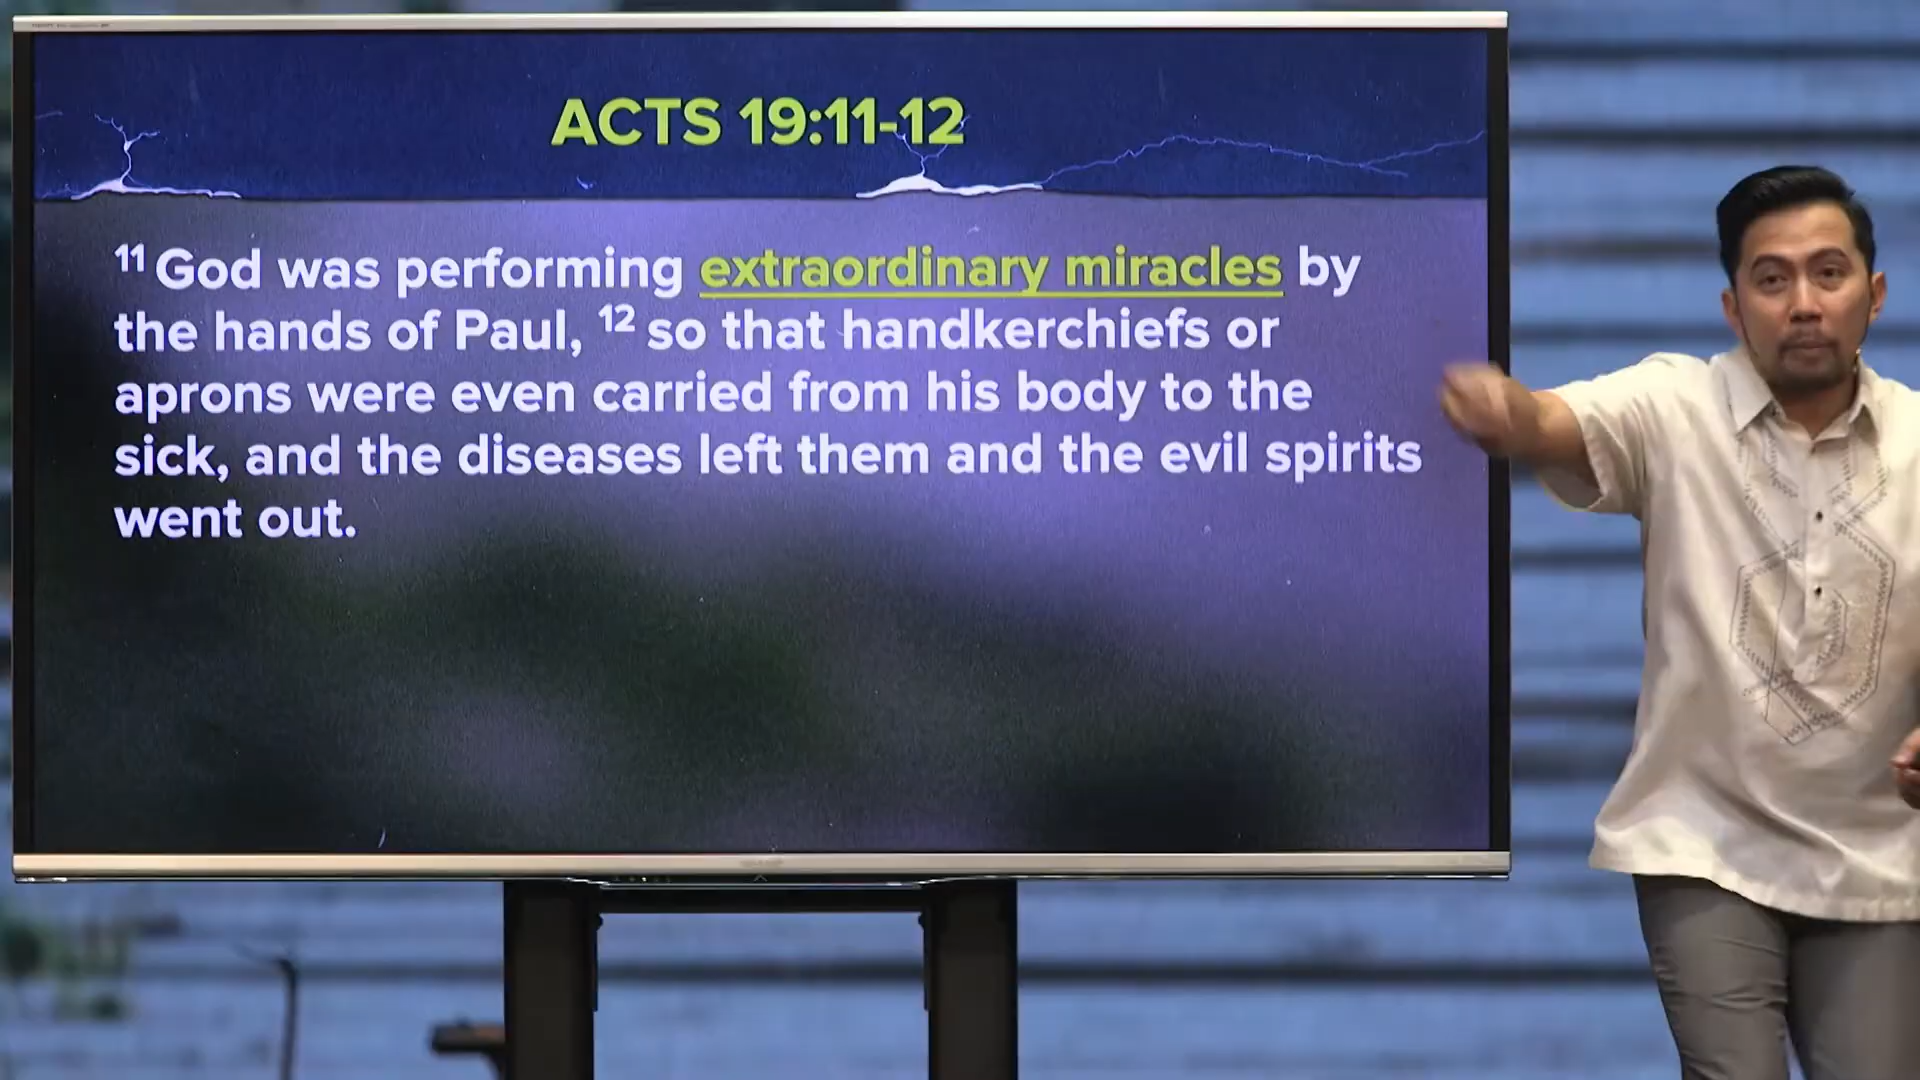 ACTS 19:11-12
11 God was performing extraordinary miracles by
the hands of Paul, 12 so that handkerchiefs or
aprons were even carried from his body to the
sick, and the diseases left them and the evil spirits
went out.